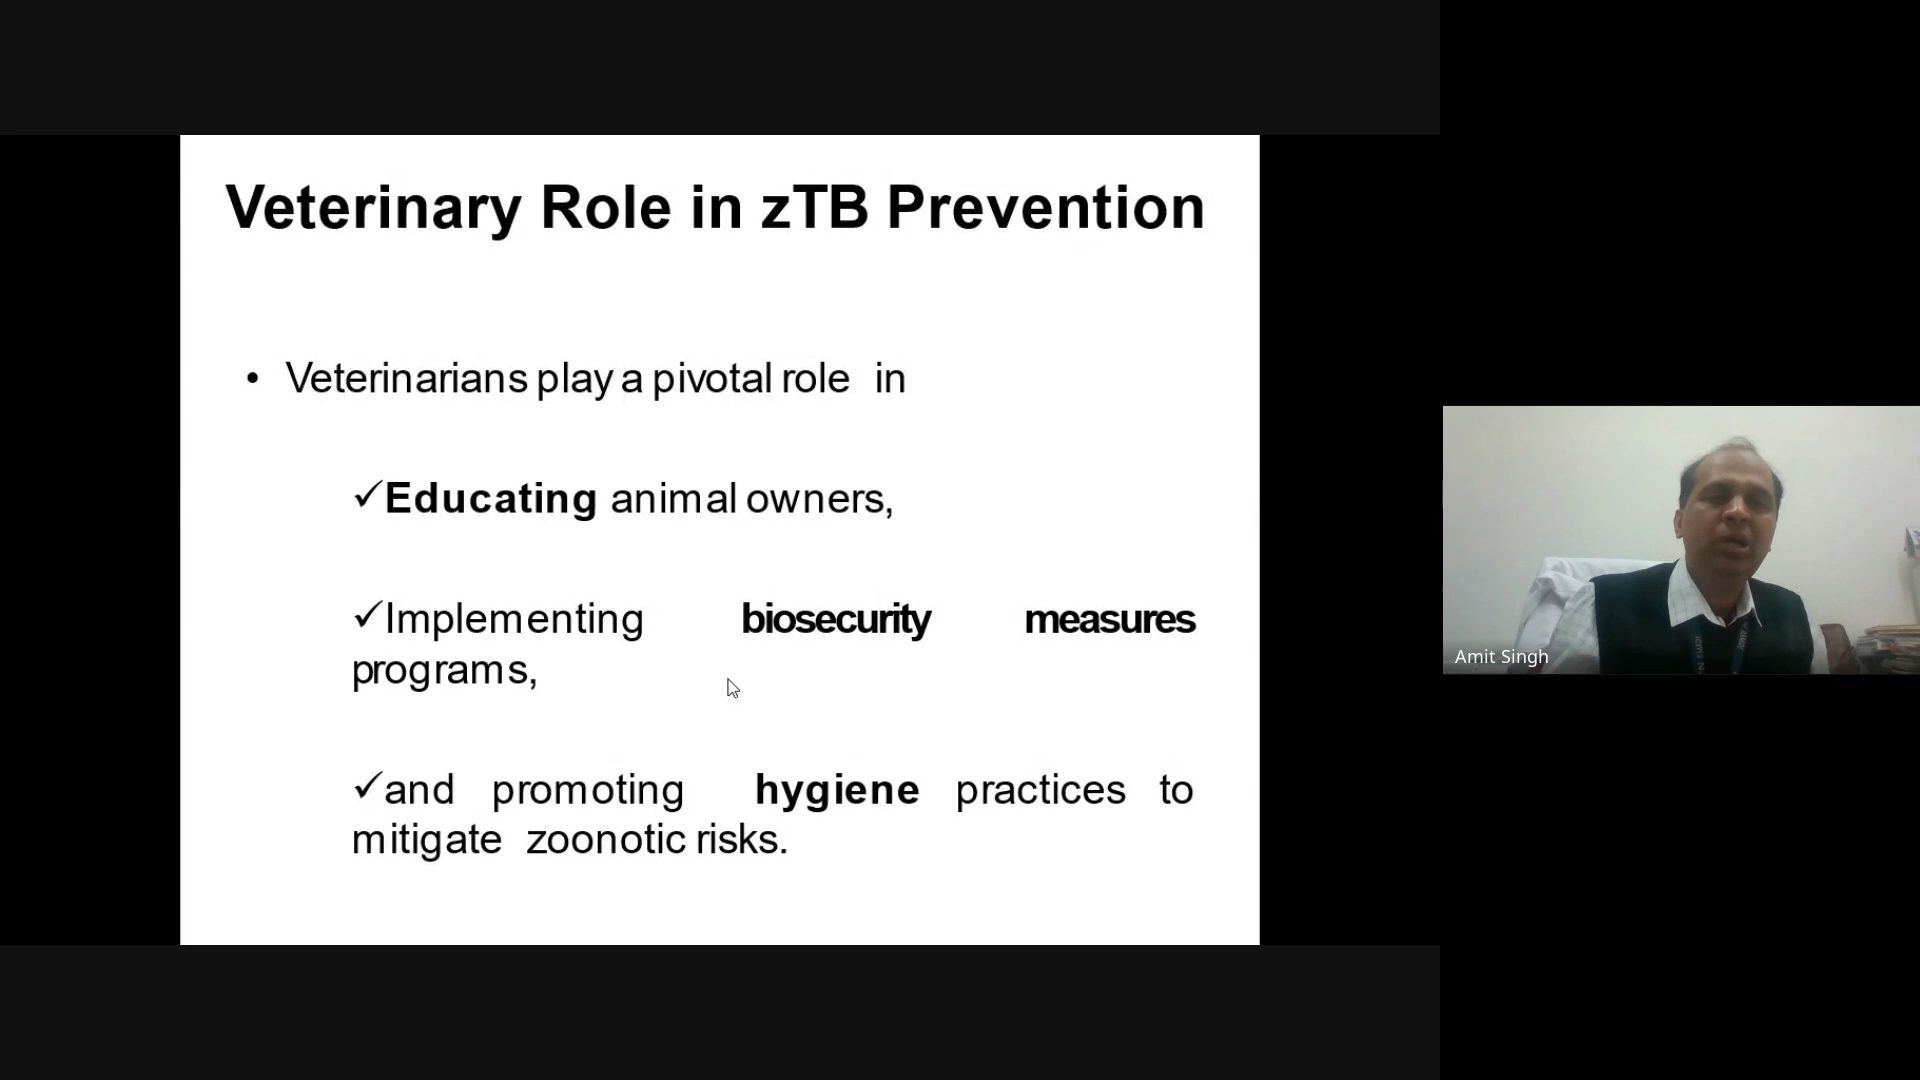 Veterinary Role in zTB Prevention
• Veterinarians play a pivotal role in
✓Educating animal owners,
✓Implementing biosecurity measures
programs,
✓and promoting hygiene practices to
mitigate zoonotic risks.
Amit Singh